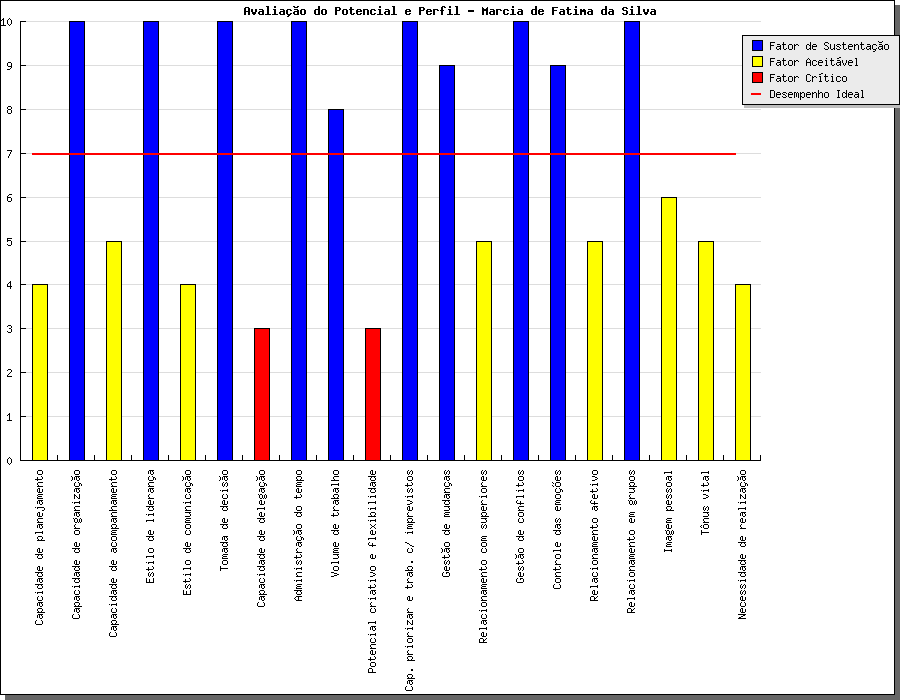 Avaliação do Potencial e Perfil - Marcia de Fatima da Silva
Fator de Sustentação
Fator Aceitável
Fator Crítico
Desempenho Ideal
10
9
8
7
6
5
4
3
2
1
0
Capacidade de planejamento
Capacidade de organização
Capacidade de acompanhamento
Estilo de liderança
Estilo de comunicação
Tomada de decisão
Capacidade de delegação
Administração do tempo
Volume de trabalho
Potencial criativo e flexibilidade
Cap. priorizar e trab. c/ imprevistos
Gestão de mudanças
Relacionamento com superiores
Gestão de conflitos
Controle das emoções
Relacionamento afetivo
Relacionamento em grupos
Imagem pessoal
Tônus vital
Necessidade de realização